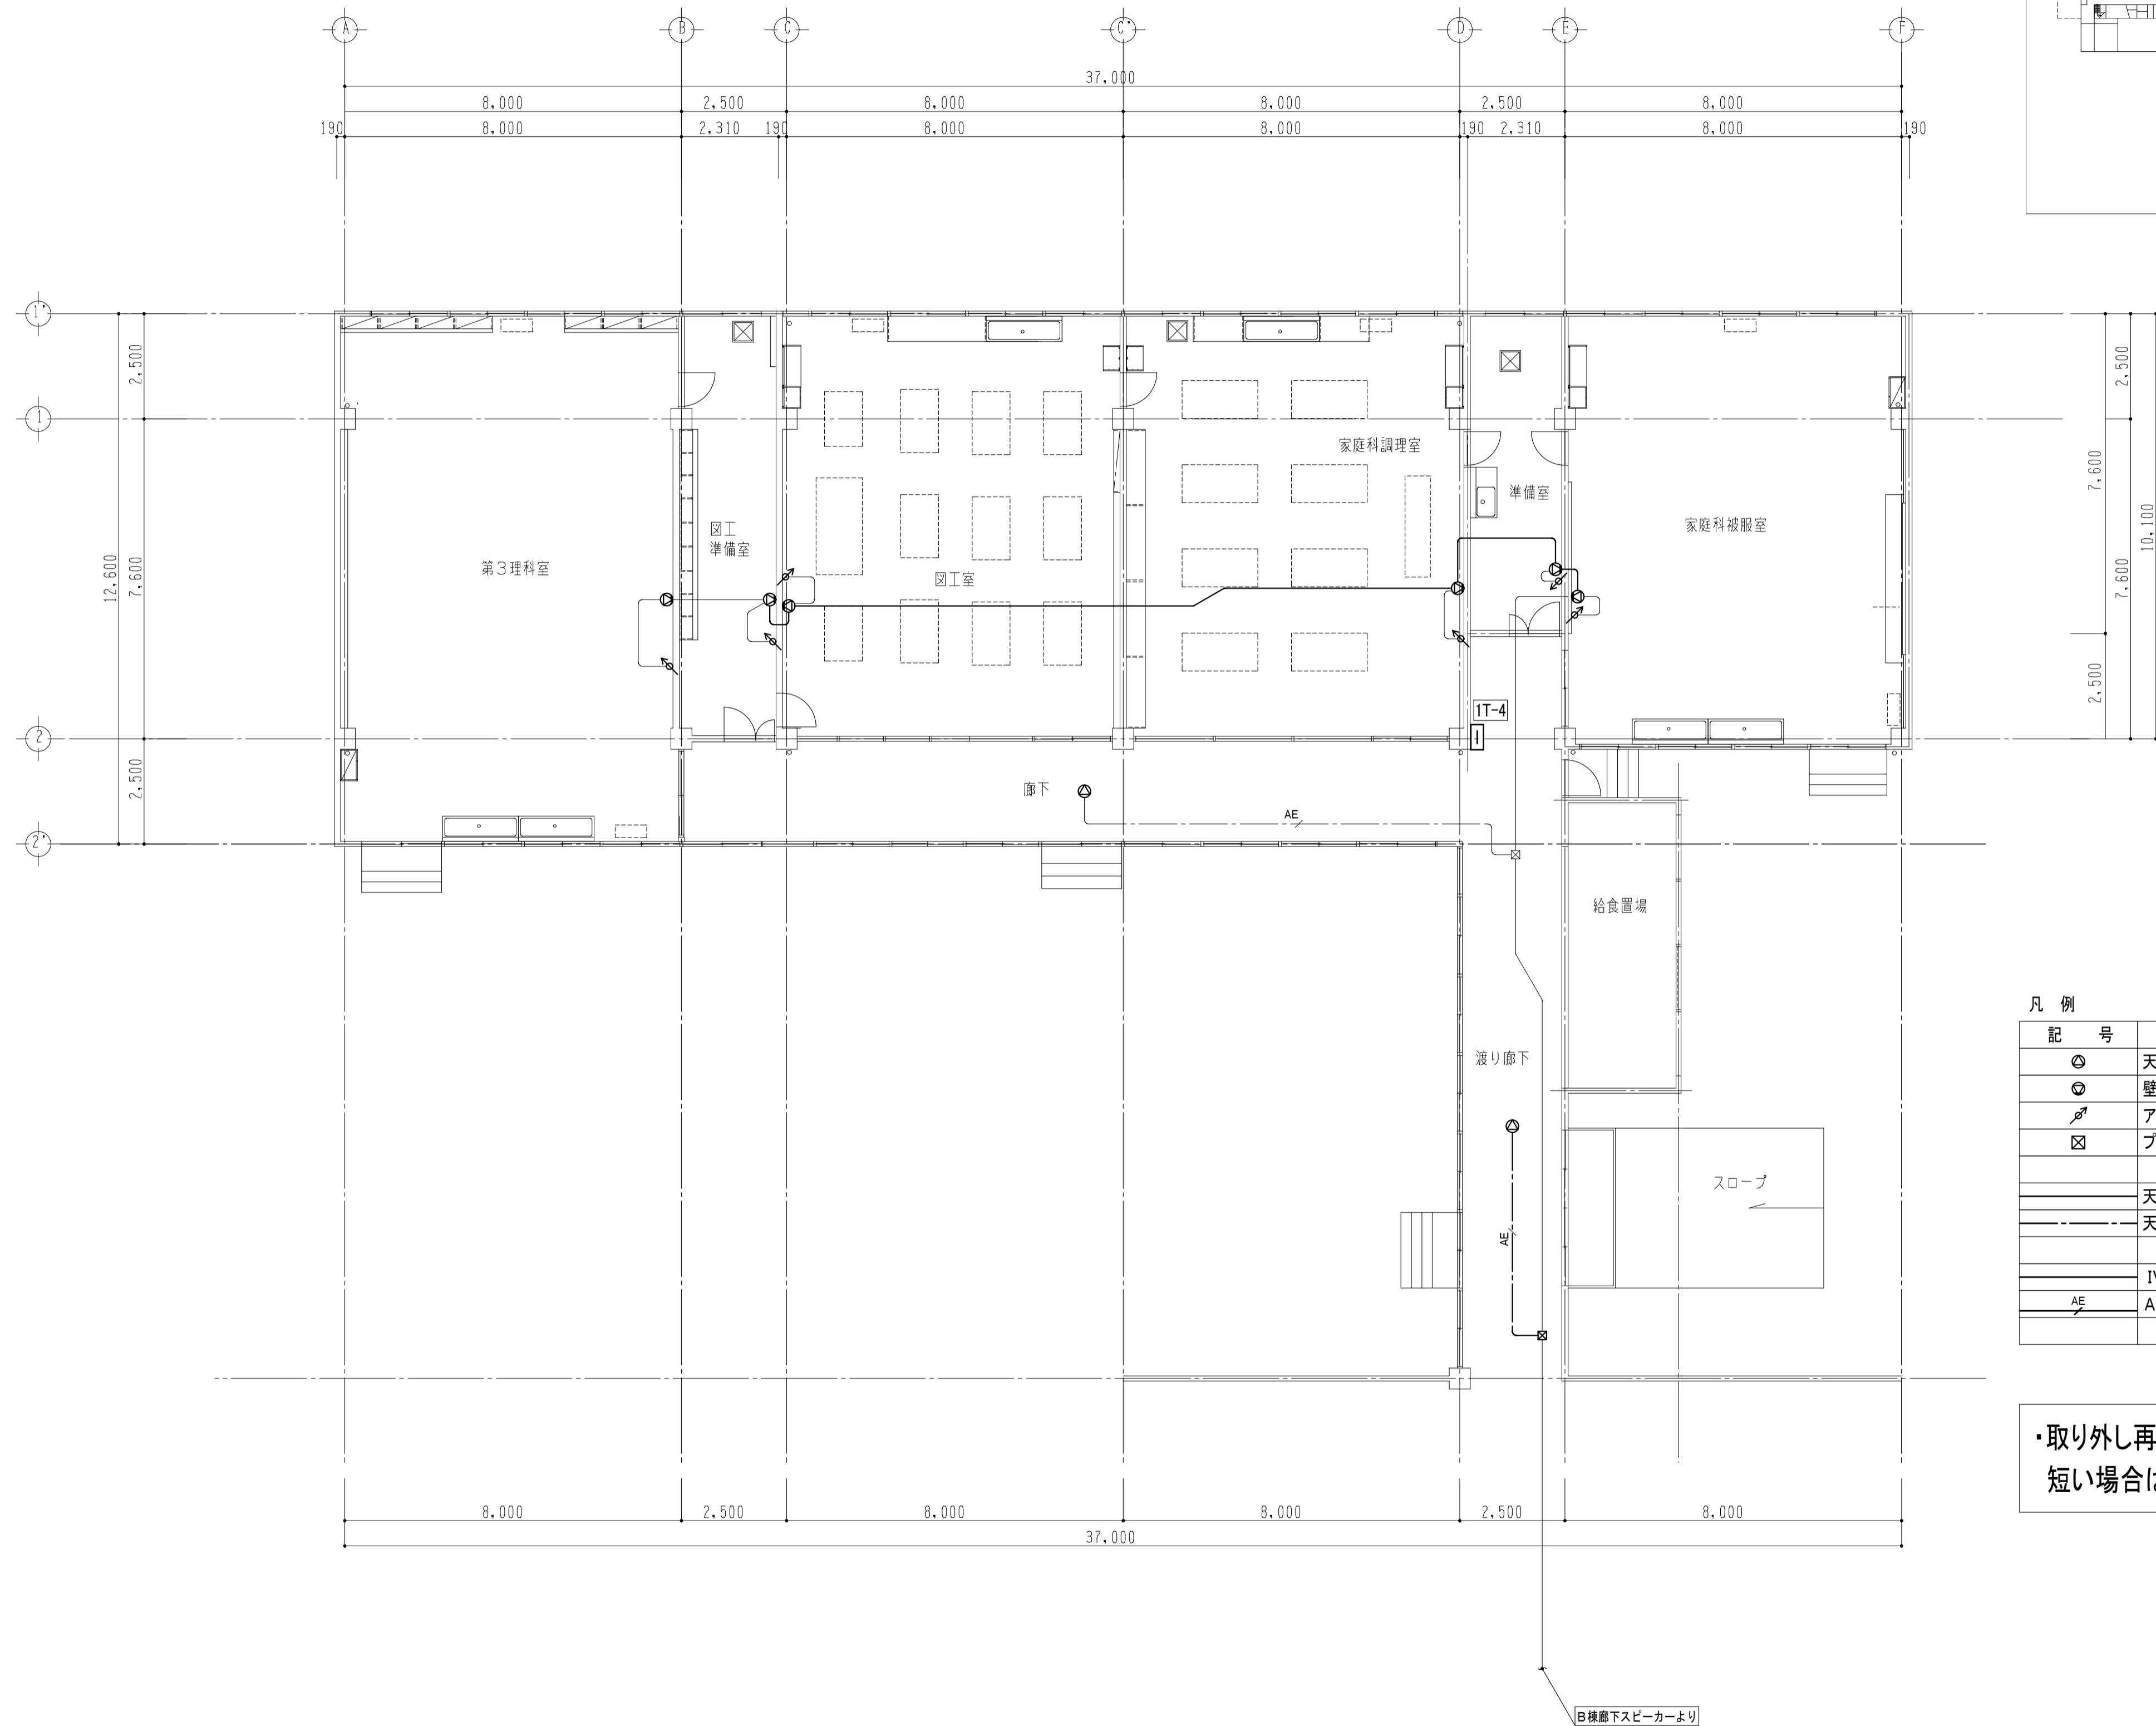 A B C C' D E F
37,000
8,000 2,500 8,000 8,000 2,500 8,000
190 8,000 2,310 190 8,000 8,000 190 2,310 8,000 190
1'
1
2
2'
2,500
7,600
2,500
12,600
2,500
7,600
2,500
7,600
10,100
家庭科調理室
準備室
家庭科被服室
図工
準備室
第3理科室
図工室
1T-4
廊下
AE
給食置場
渡り廊下
AE
スロープ
凡 例
記 号
天
壁
ア
プ
天
天
IV
AE A
・取り外し再
短い場合は
8,000 2,500 8,000 8,000 2,500 8,000
37,000
B棟廊下スピーカーより